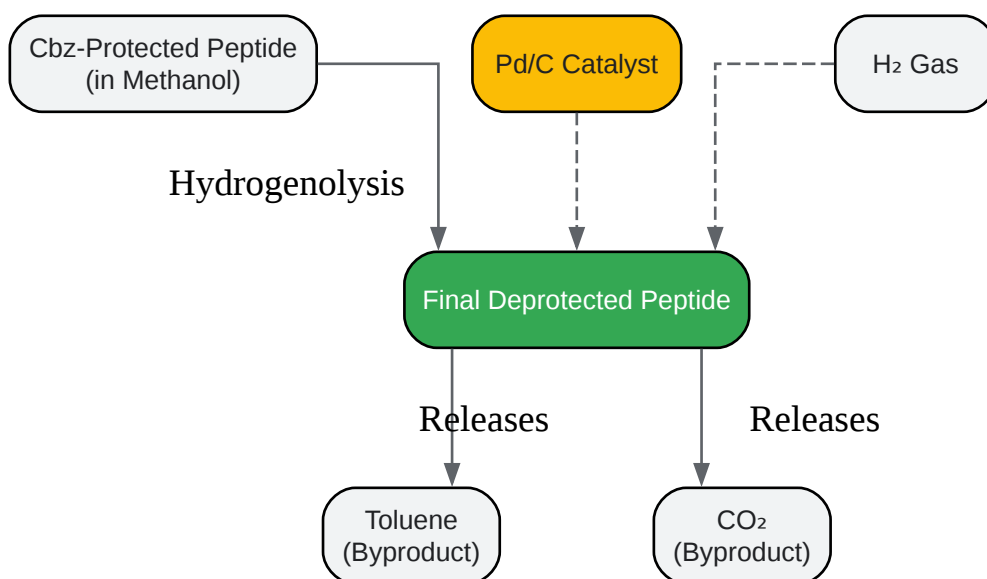 Cbz-Protected Peptide
(in Methanol)
Pd/C Catalyst
H₂ Gas
Hydrogenolysis
Final Deprotected Peptide
Releases
Releases
Toluene
(Byproduct)
CO₂
(Byproduct)